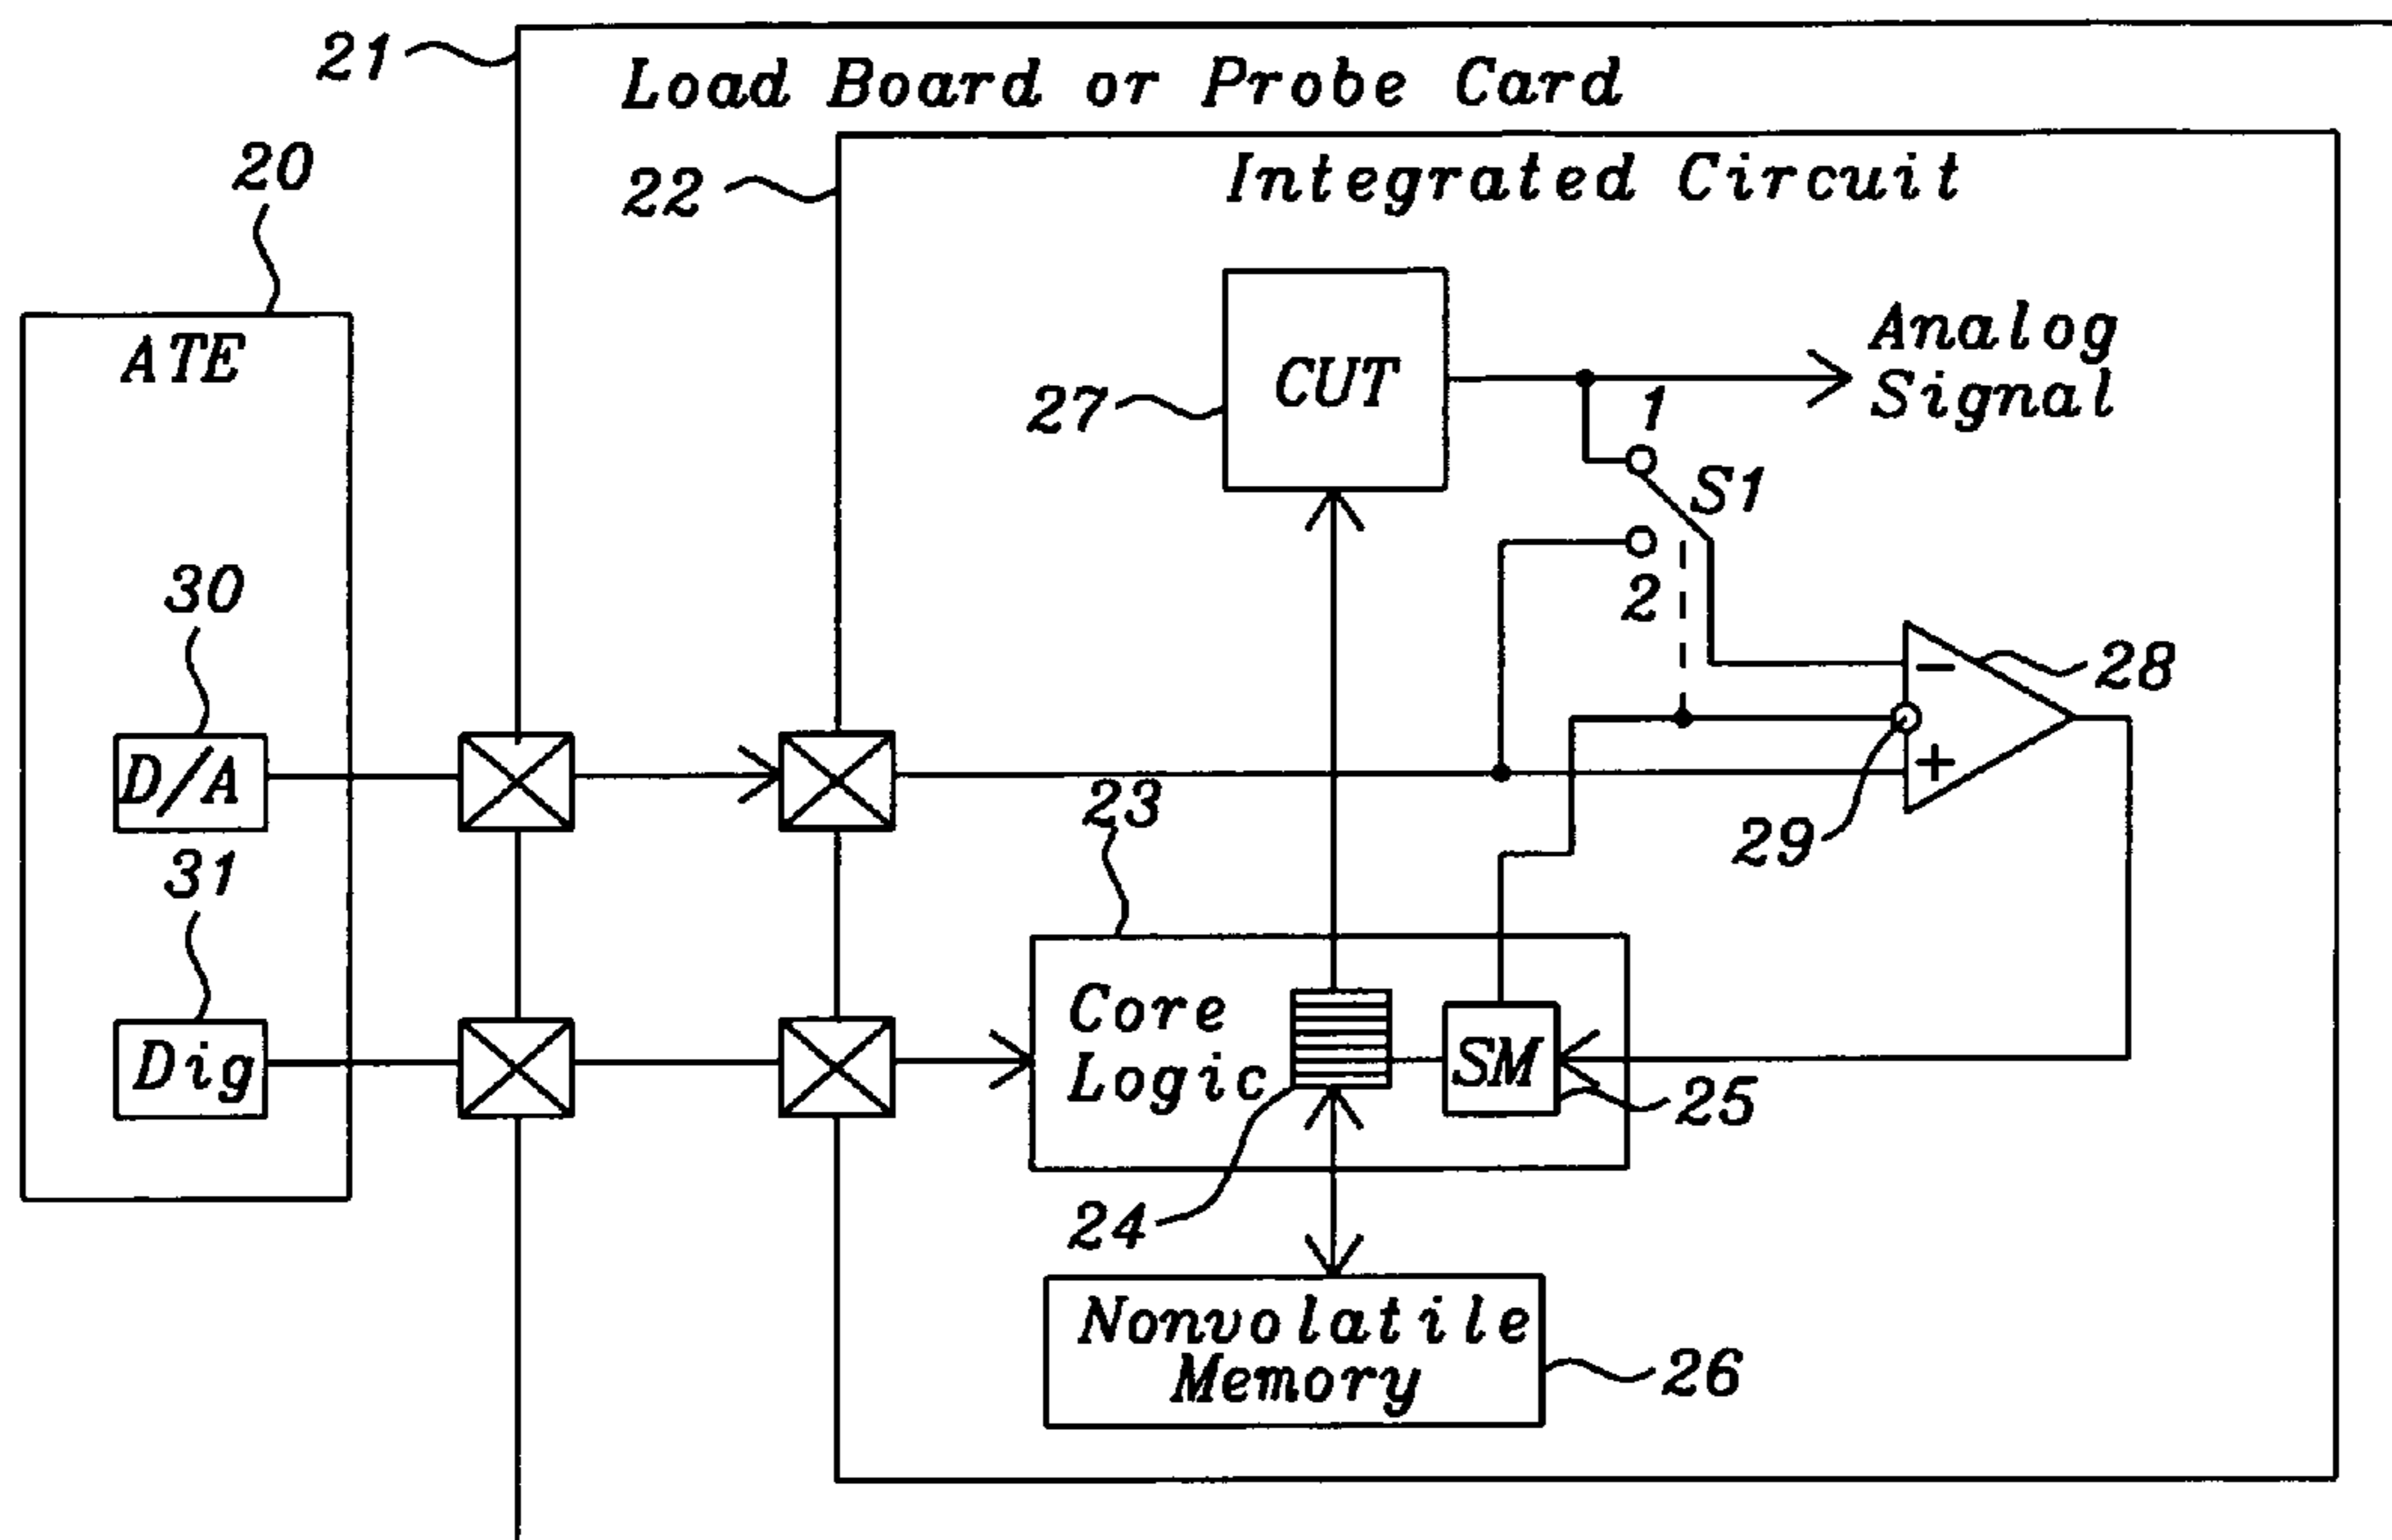 21
Load Board or Probe Card
20
22
Integrated Circuit
ATE
CUT
Analog
Signal
27
1
S1
30
2
28
-
D/A
+
23
29
31
Core
Logic
Dig
SM
25
24
Nonvolatile
Memory
26